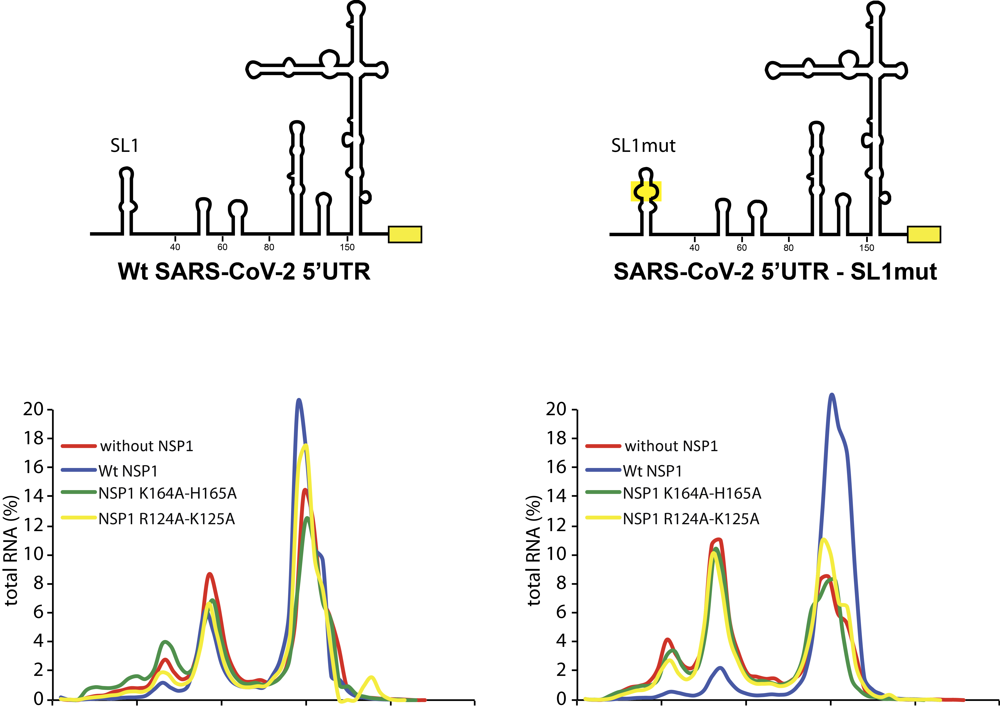 SL1
SL1mut
40 60 80 150
40 60 80 150
Wt SARS-CoV-2 5’UTR
SARS-CoV-2 5’UTR - SL1mut
total RNA (%)
20
18
16
14
12
10
8
6
4
2
0
without NSP1
Wt NSP1
NSP1 K164A-H165A
NSP1 R124A-K125A
total RNA (%)
20
18
16
14
12
10
8
6
4
2
0
without NSP1
Wt NSP1
NSP1 K164A-H165A
NSP1 R124A-K125A